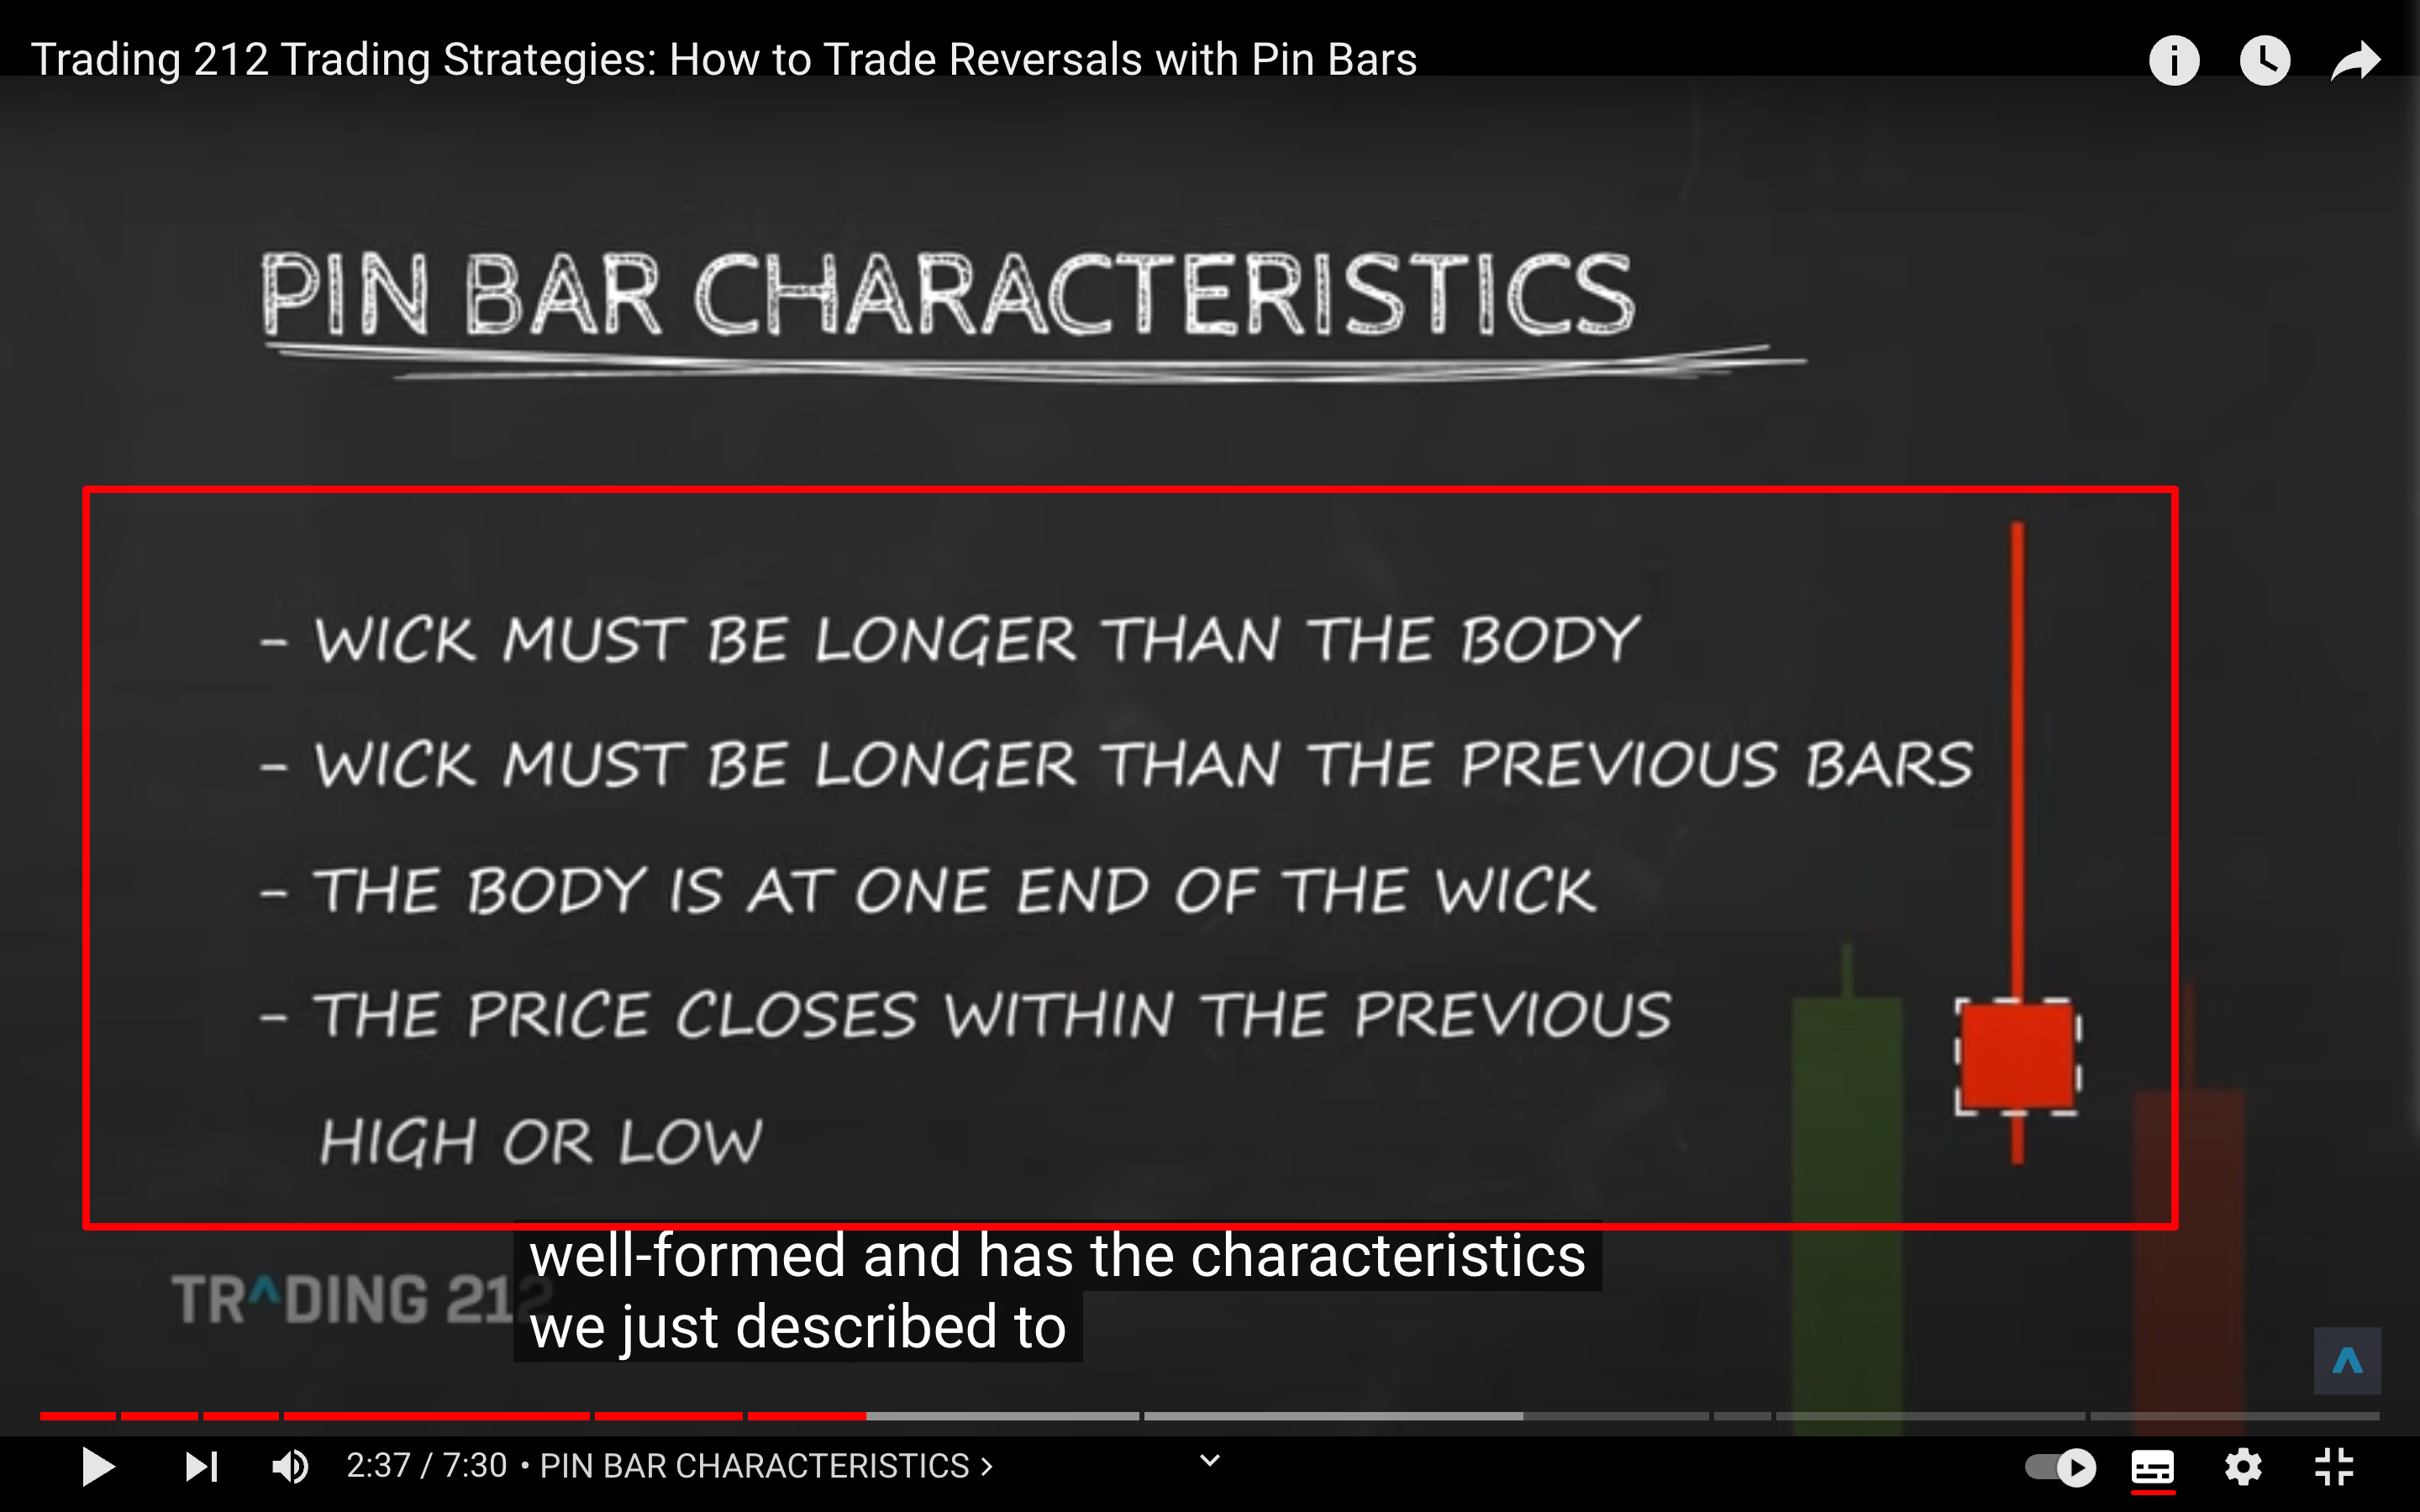 Trading 212 Trading Strategies: How to Trade Reversals with Pin Bars
PIN BAR CHARACTERISTICS
- WICK MUST BE LONGER THAN THE BODY
- WICK MUST BE LONGER THAN THE PREVIOUS BARS
- THE BODY IS AT ONE END OF THE WICK
- THE PRICE CLOSES WITHIN THE PREVIOUS
HIGH OR LOW
well-formed and has the characteristics
we just described to
TRADING 212
2:37 / 7:30 • PIN BAR CHARACTERISTICS >